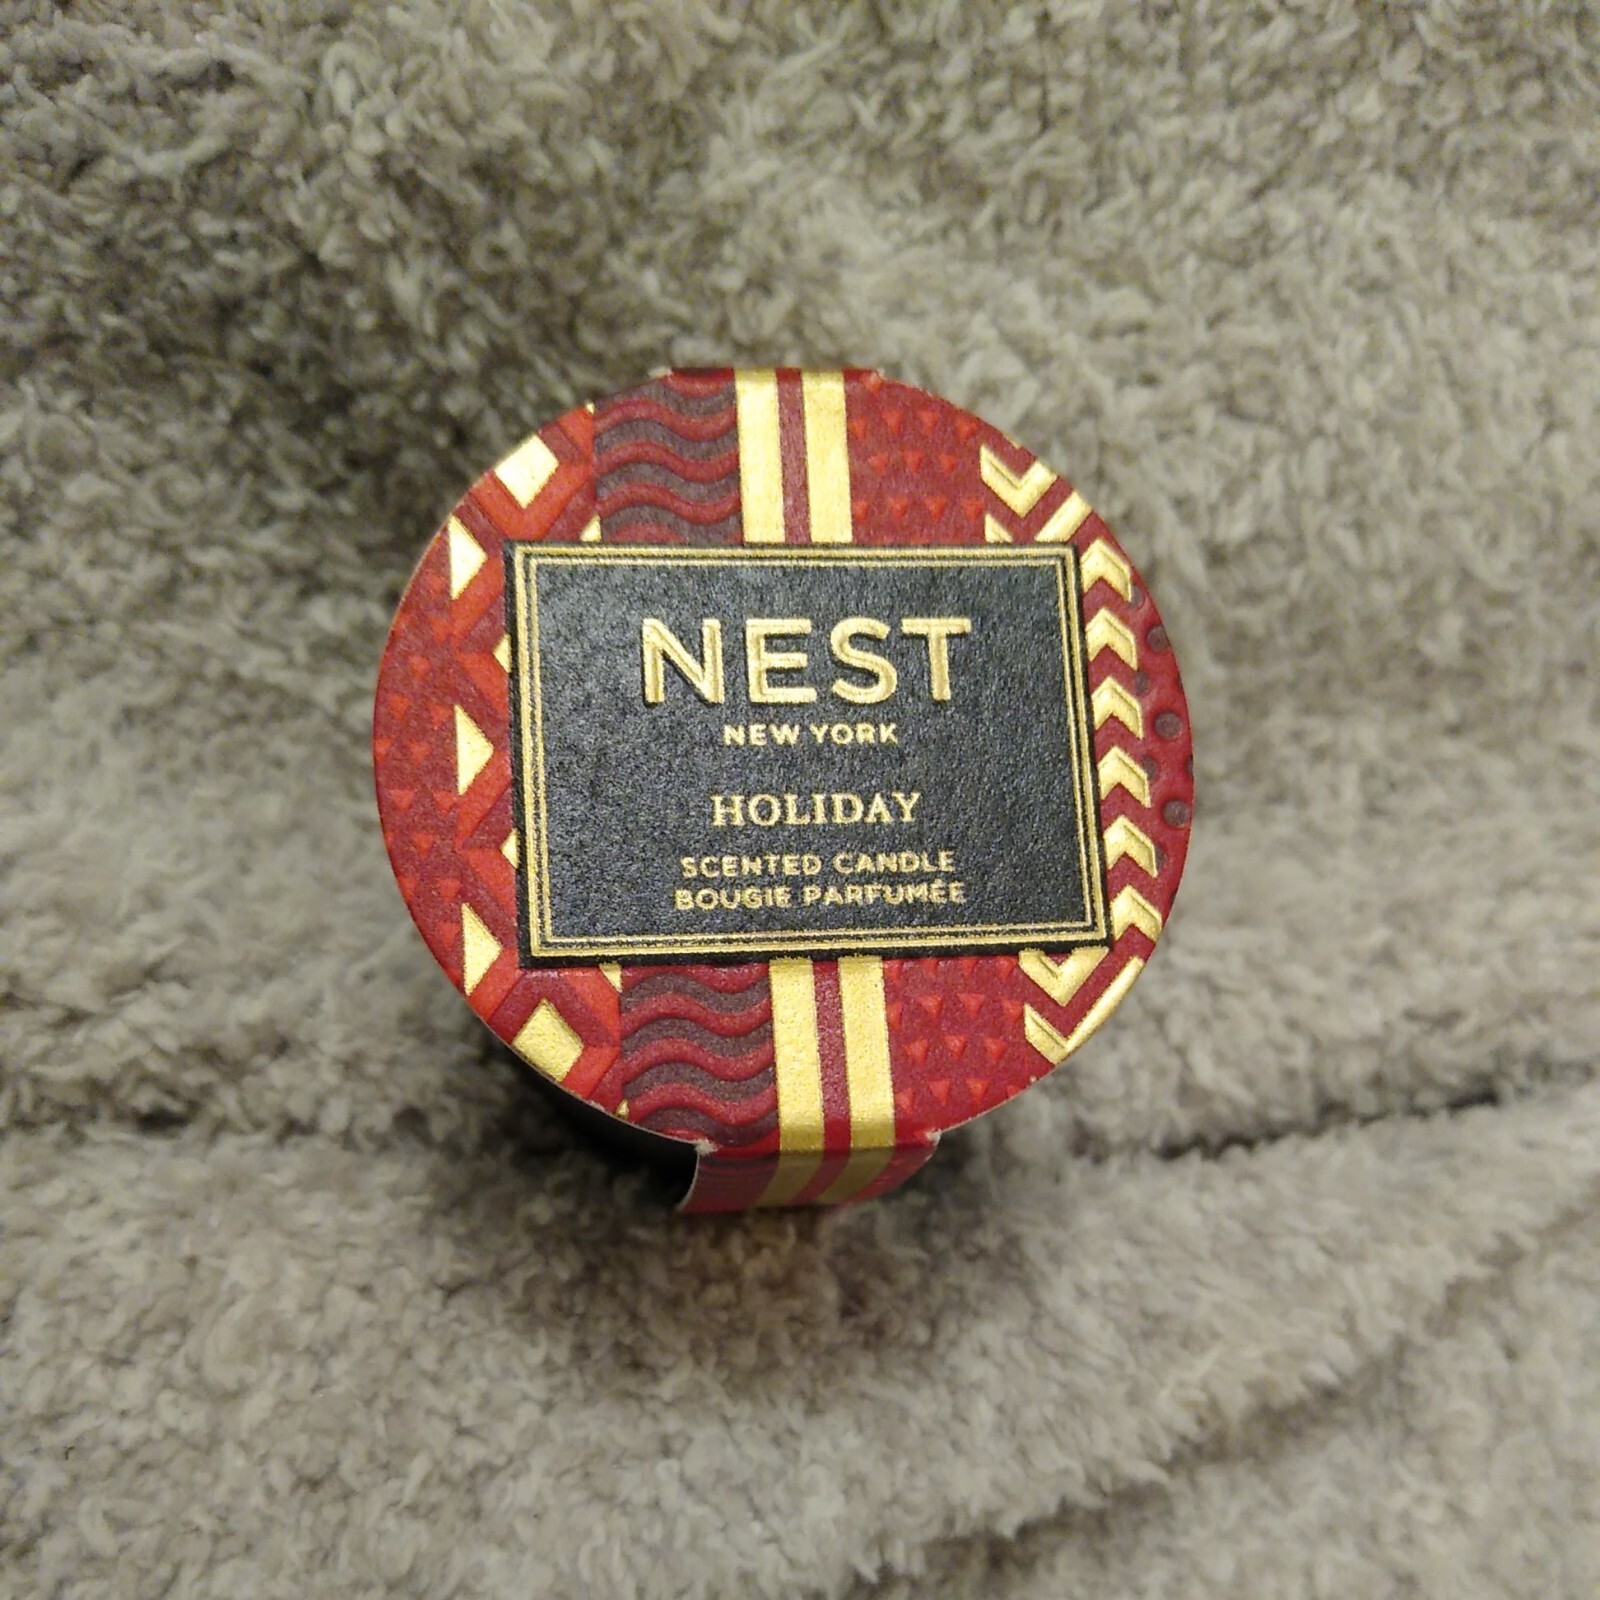 NEST
NEW YORK
HOLIDAY
SCENTED CANDLE
BOUGIE PARFUMÉE